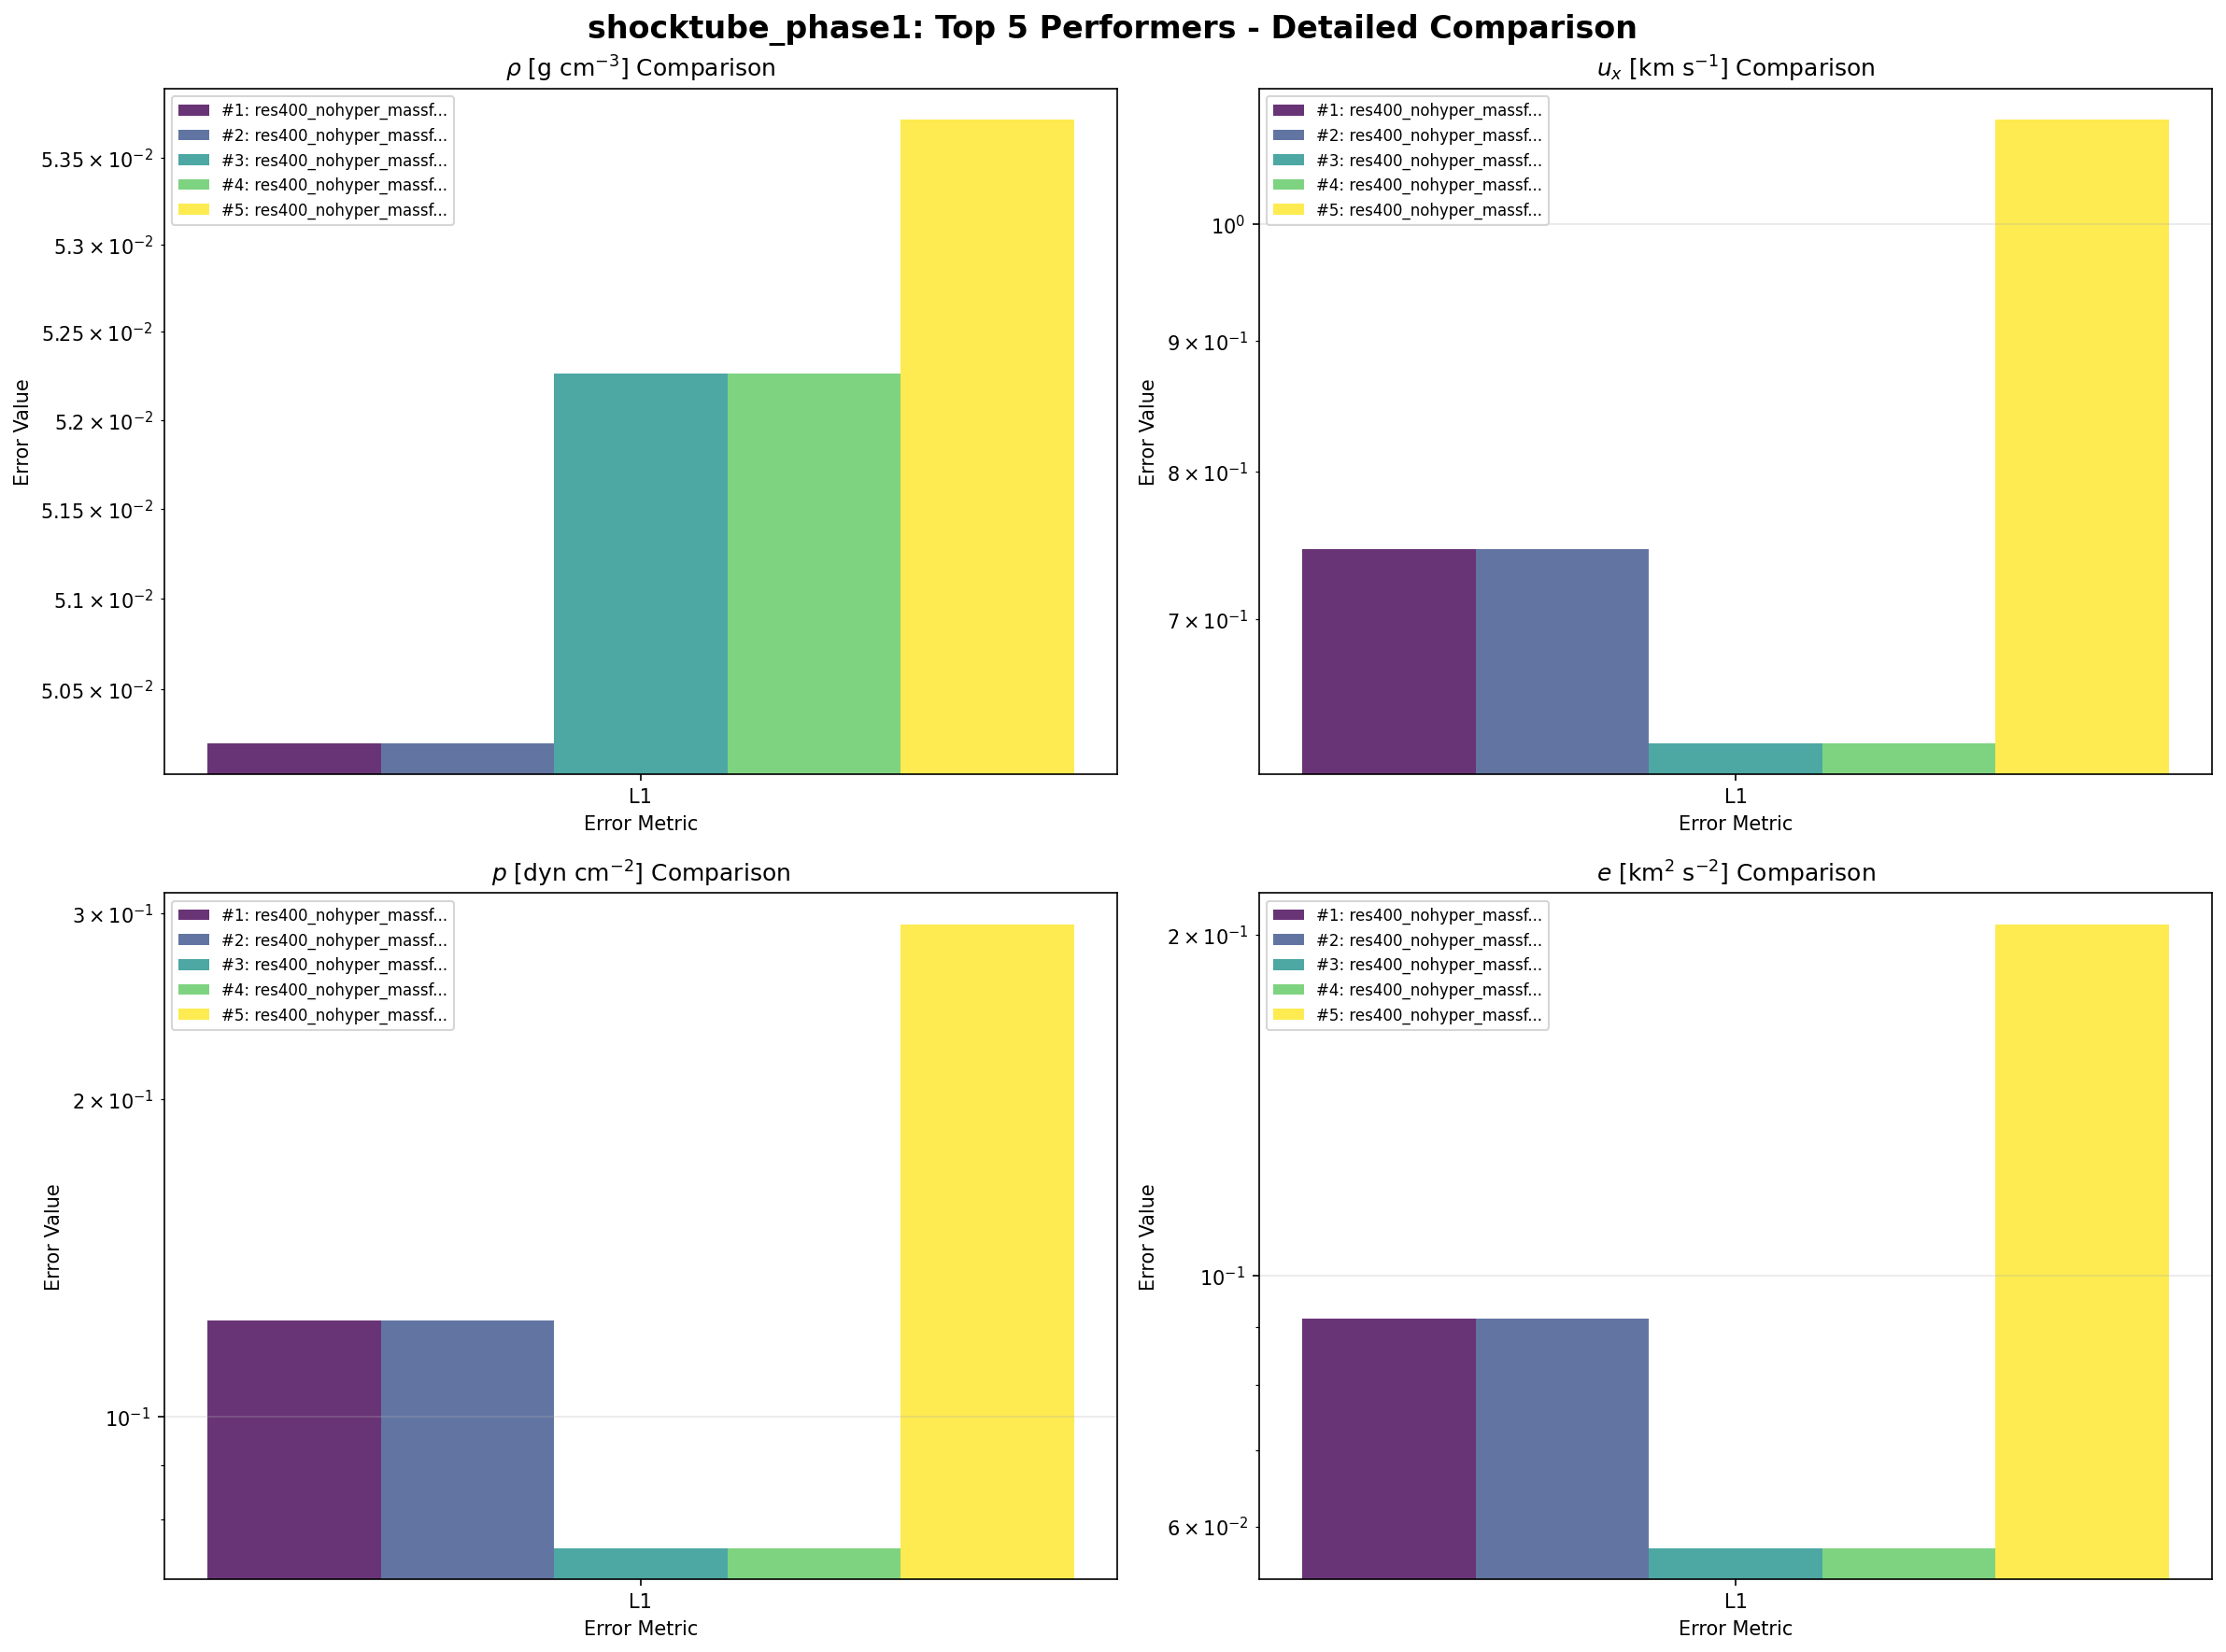 shocktube_phase1: Top 5 Performers - Detailed Comparison
ρ [g cm⁻³] Comparison
#1: res400_nohyper_massf...
#2: res400_nohyper_massf...
#3: res400_nohyper_massf...
#4: res400_nohyper_massf...
#5: res400_nohyper_massf...
5.35 × 10⁻²
5.3 × 10⁻²
5.25 × 10⁻²
5.2 × 10⁻²
5.15 × 10⁻²
5.1 × 10⁻²
5.05 × 10⁻²
Error Value
L1
Error Metric
uₓ [km s⁻¹] Comparison
#1: res400_nohyper_massf...
#2: res400_nohyper_massf...
#3: res400_nohyper_massf...
#4: res400_nohyper_massf...
#5: res400_nohyper_massf...
10⁰
9 × 10⁻¹
8 × 10⁻¹
7 × 10⁻¹
Error Value
L1
Error Metric
p [dyn cm⁻²] Comparison
#1: res400_nohyper_massf...
#2: res400_nohyper_massf...
#3: res400_nohyper_massf...
#4: res400_nohyper_massf...
#5: res400_nohyper_massf...
3 × 10⁻¹
2 × 10⁻¹
10⁻¹
Error Value
L1
Error Metric
e [km² s⁻²] Comparison
#1: res400_nohyper_massf...
#2: res400_nohyper_massf...
#3: res400_nohyper_massf...
#4: res400_nohyper_massf...
#5: res400_nohyper_massf...
2 × 10⁻¹
10⁻¹
6 × 10⁻²
Error Value
L1
Error Metric